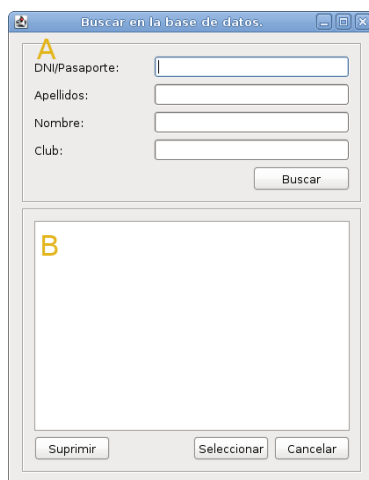 Buscar en la base de datos.
A
DNI/Pasaporte:
Apellidos:
Nombre:
Club:
Buscar
B
Suprimir Seleccionar Cancelar